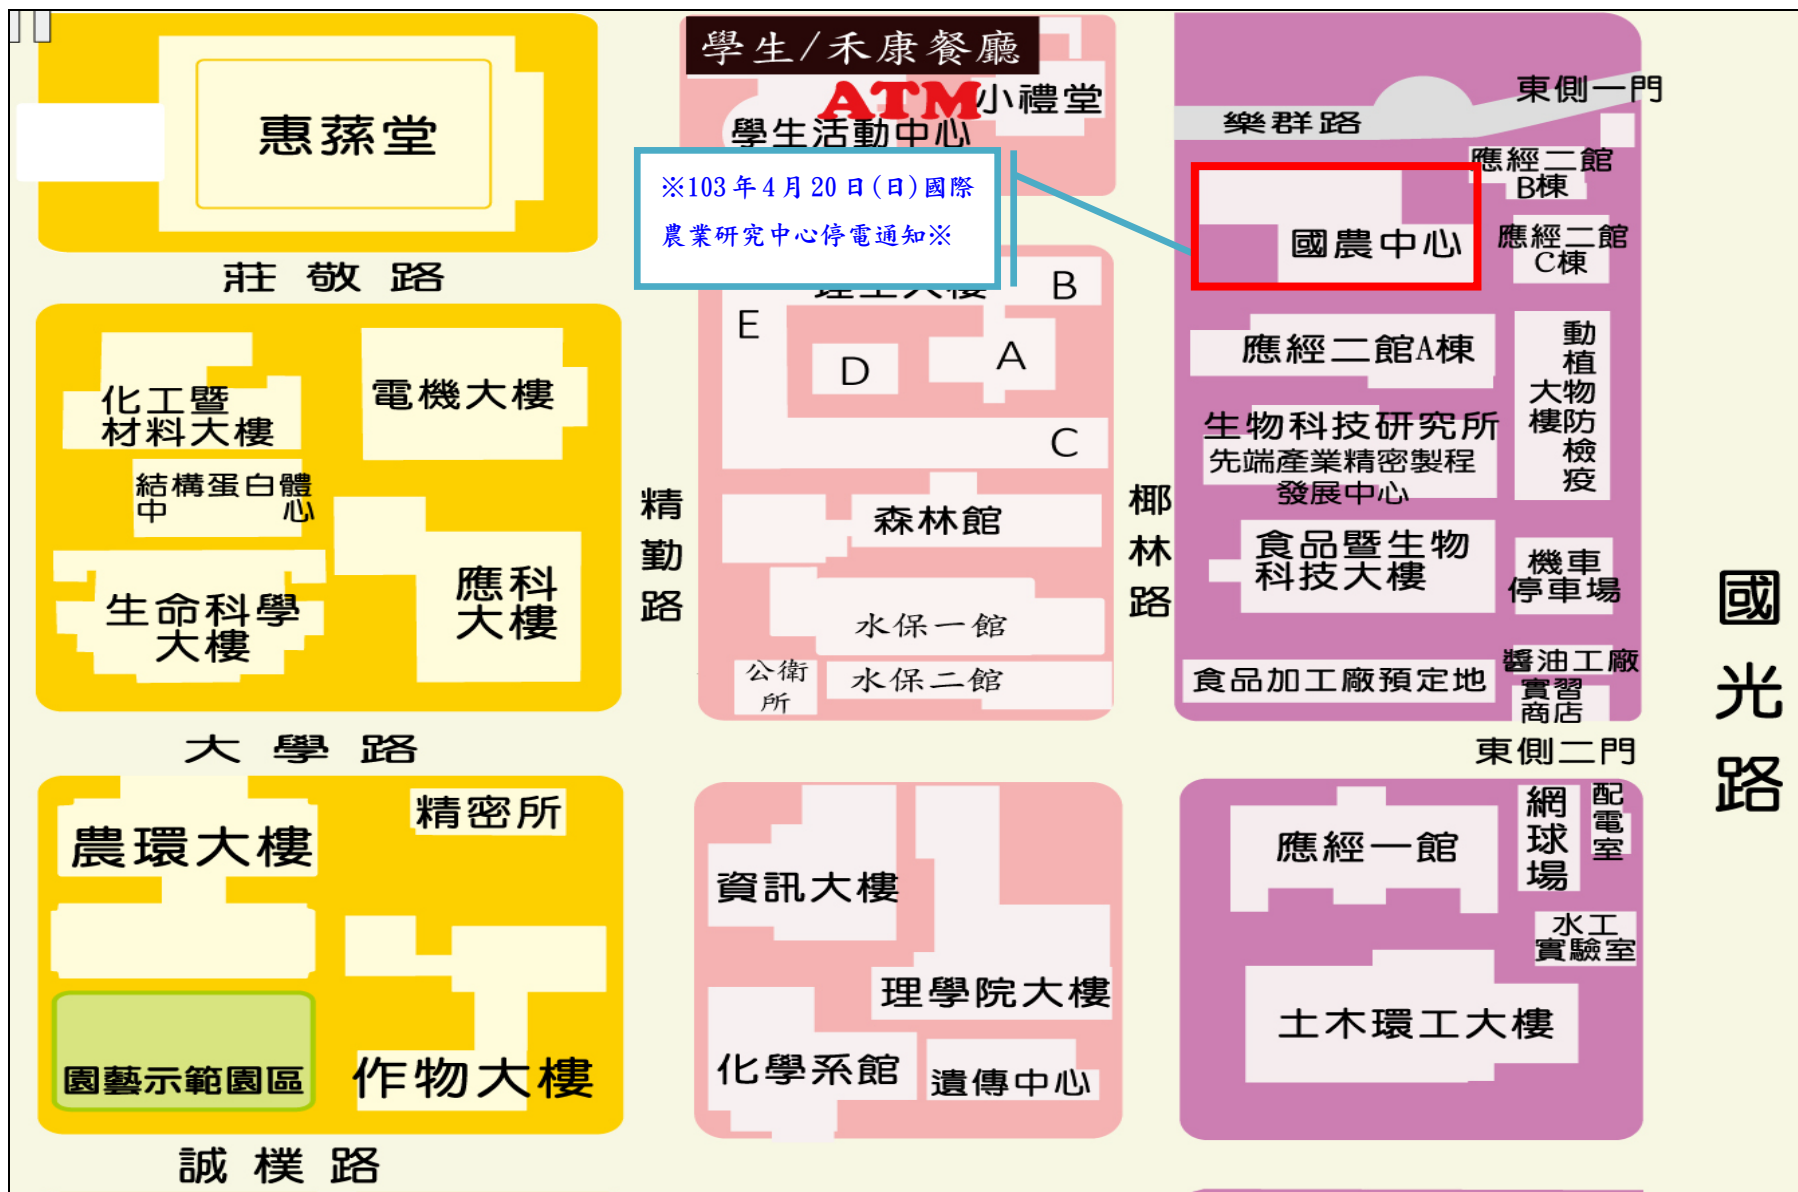 學生/禾康餐廳
ATM
小禮堂
學生活動中心
惠蓀堂
東側一門
樂群路
應經二館
B棟
※103年4月20日(日)國際
農業研究中心停電通知※
國農中心
應經二館
C棟
莊敬路
B
E
A
D
C
化工暨
材料大樓
電機大樓
應經二館A棟
動植物防檢疫
大樓
生物科技研究所
先端產業精密製程
發展中心
結構蛋白體
中心
精勤路
森林館
椰林路
食品暨生物
科技大樓
機車
停車場
國光路
應科
大樓
生命科學
大樓
水保一館
公衛
所
水保二館
食品加工廠預定地
醬油工廠
實習
商店
大學路
東側二門
精密所
農環大樓
資訊大樓
應經一館
網球場
配電室
水工
實驗室
理學院大樓
土木環工大樓
園藝示範園區
作物大樓
化學系館
遺傳中心
誠樸路